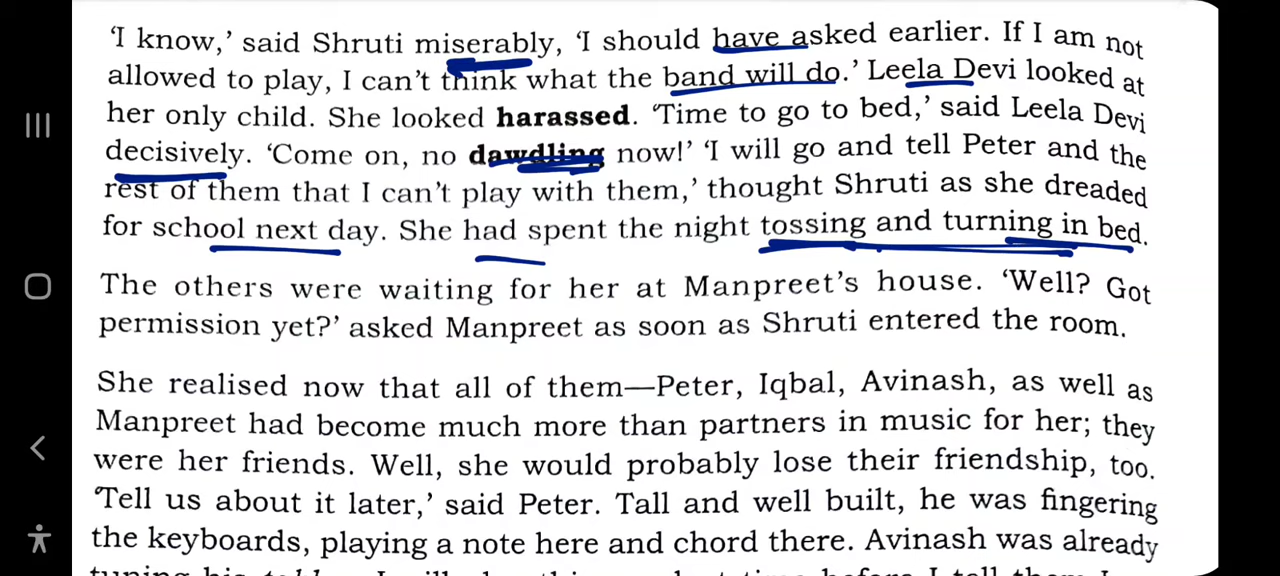 ‘I know,’ said Shruti miserably, ‘I should have asked earlier. If I am not
allowed to play, I can’t think what the band will do.’ Leela Devi looked at
her only child. She looked harassed. ‘Time to go to bed,’ said Leela Devi
decisively. ‘Come on, no dawdling now!’ ‘I will go and tell Peter and the
rest of them that I can’t play with them,’ thought Shruti as she dreaded
for school next day. She had spent the night tossing and turning in bed.
The others were waiting for her at Manpreet’s house. ‘Well? Got
permission yet?’ asked Manpreet as soon as Shruti entered the room.
She realised now that all of them—Peter, Iqbal, Avinash, as well as
Manpreet had become much more than partners in music for her; they
were her friends. Well, she would probably lose their friendship, too.
‘Tell us about it later,’ said Peter. Tall and well built, he was fingering
the keyboards, playing a note here and chord there. Avinash was already